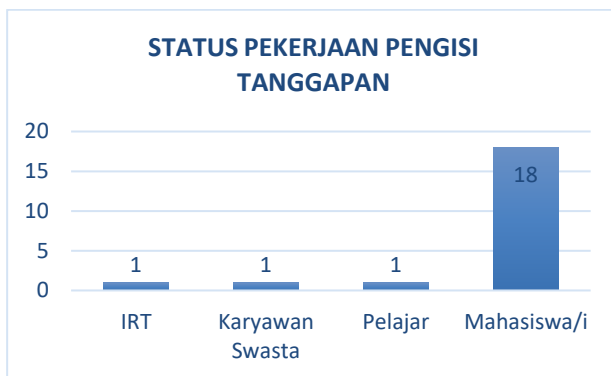 STATUS PEKERJAAN PENGISI
TANGGAPAN
20
15
10
5
0
1
1
1
18
IRT
Karyawan
Swasta
Pelajar
Mahasiswa/i